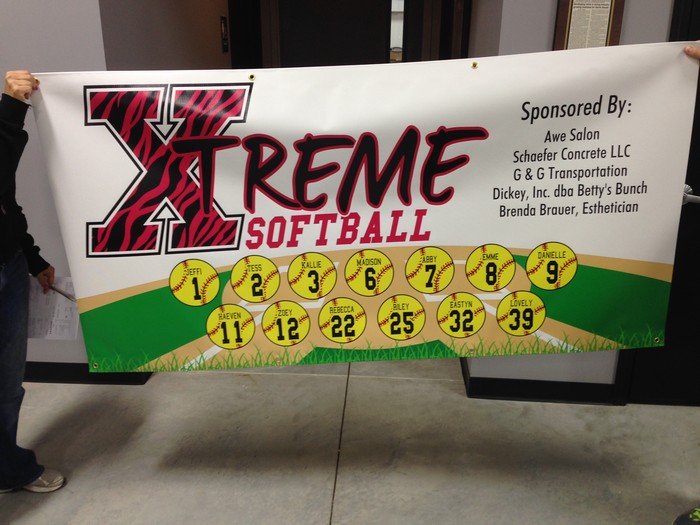 XTREME
SOFTBALL
Sponsored By:
Awe Salon
Schaefer Concrete LLC
G & G Transportation
Dickey, Inc. dba Betty's Bunch
Brenda Brauer, Esthetician
JEFFI
1
TESS
2
KALLIE
3
MADISON
6
ABBY
7
EMME
8
DANIELLE
9
RAEVEN
11
ZOEY
12
REBECCA
22
RILEY
25
EASTYN
32
LOVELY
39